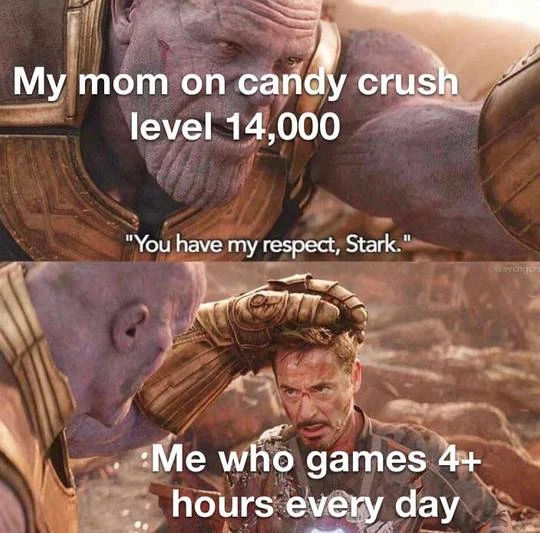 My mom on candy crush
level 14,000
"You have my respect, Stark."
Me who games 4+
hours every day